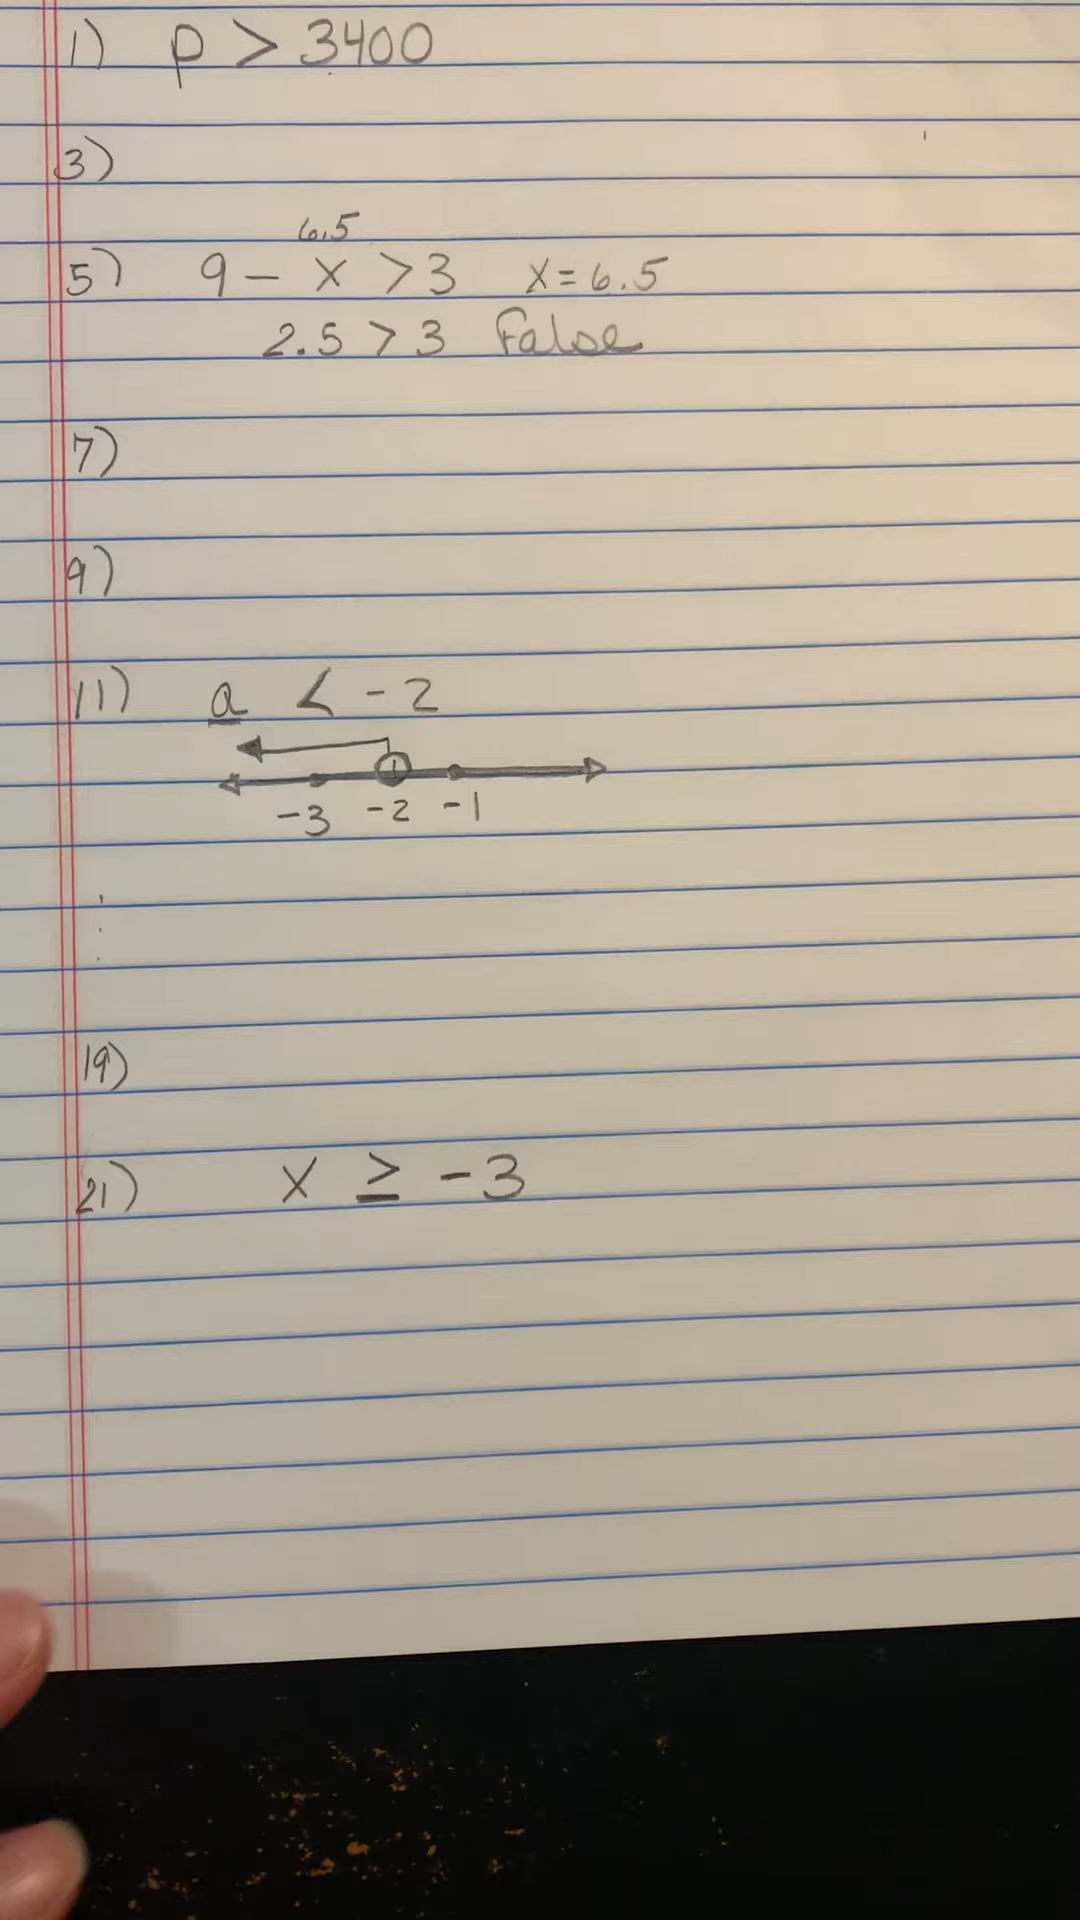 1) p > 3400
3)
6.5
5) 9 - x > 3 x = 6.5
2.5 > 3 False
7)
9)
11) a < -2
-3 -2 -1
19)
21) x ≥ -3